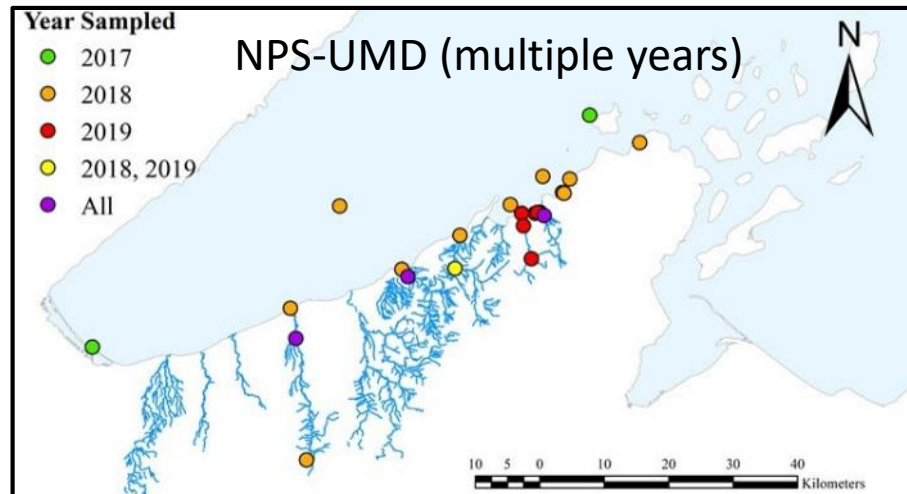 Year Sampled
NPS-UMD (multiple years)
N
2017
2018
2019
2018, 2019
All
10 5 0 10 20 30 40
Kilometers